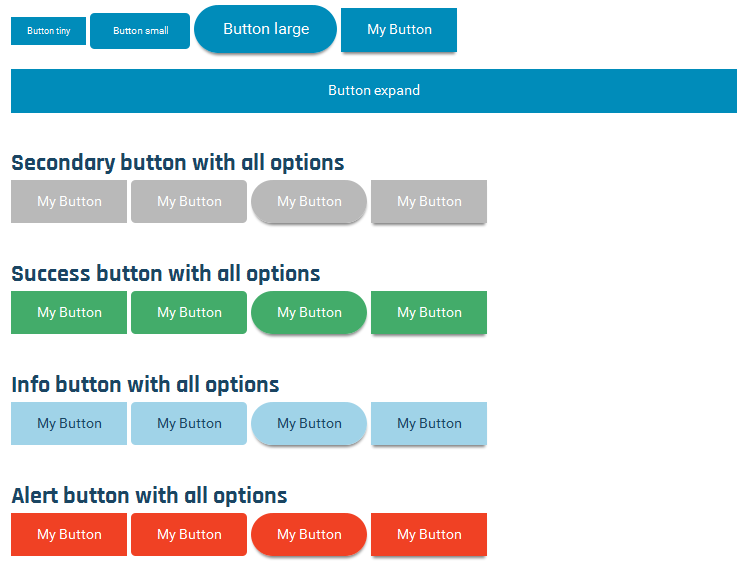 Button tiny Button small Button large My Button
Button expand
Secondary button with all options
My Button My Button My Button My Button
Success button with all options
My Button My Button My Button My Button
Info button with all options
My Button My Button My Button My Button
Alert button with all options
My Button My Button My Button My Button